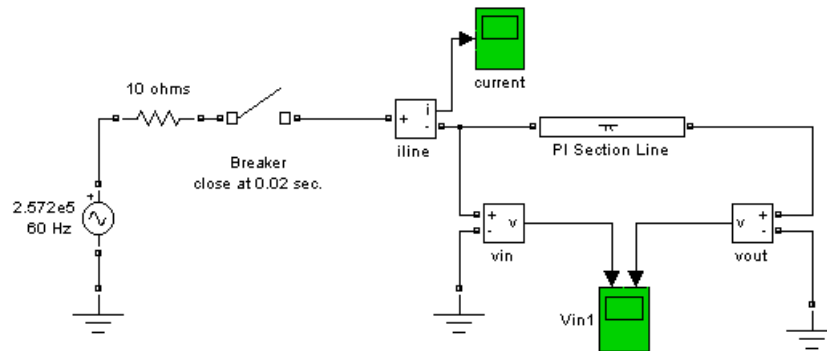 current
10 ohms
i
+
-
iline
PI Section Line
Breaker
close at 0.02 sec.
+
2.572e5
60 Hz
+
-
v
vin
v
+
-
vout
Vin1